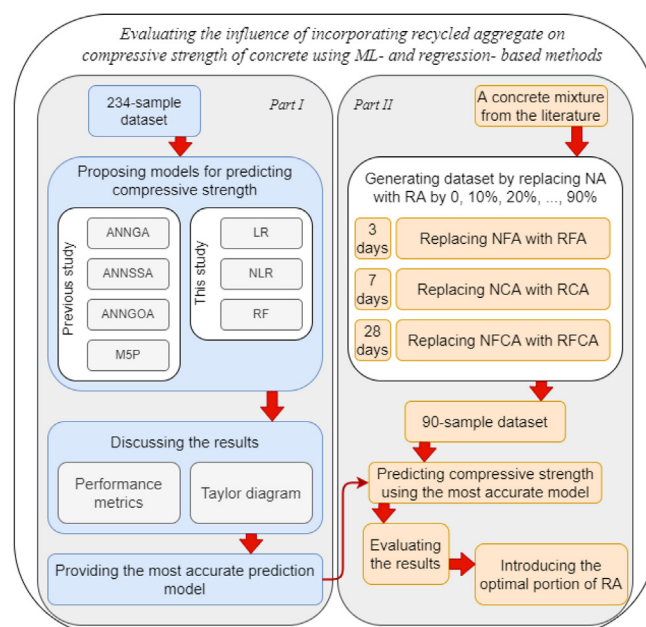 Evaluating the influence of incorporating recycled aggregate on
compressive strength of concrete using ML- and regression- based methods
Part I
234-sample
dataset
Proposing models for predicting
compressive strength
Previous study
ANNGA
ANNSSA
ANNGOA
M5P
This study
LR
NLR
RF
Discussing the results
Performance
metrics
Taylor diagram
Providing the most accurate prediction
model
Part II
A concrete mixture
from the literature
Generating dataset by replacing NA
with RA by 0, 10%, 20%, ..., 90%
3
days
Replacing NFA with RFA
7
days
Replacing NCA with RCA
28
days
Replacing NFCA with RFCA
90-sample dataset
Predicting compressive strength
using the most accurate model
Evaluating
the results
Introducing the
optimal portion of RA